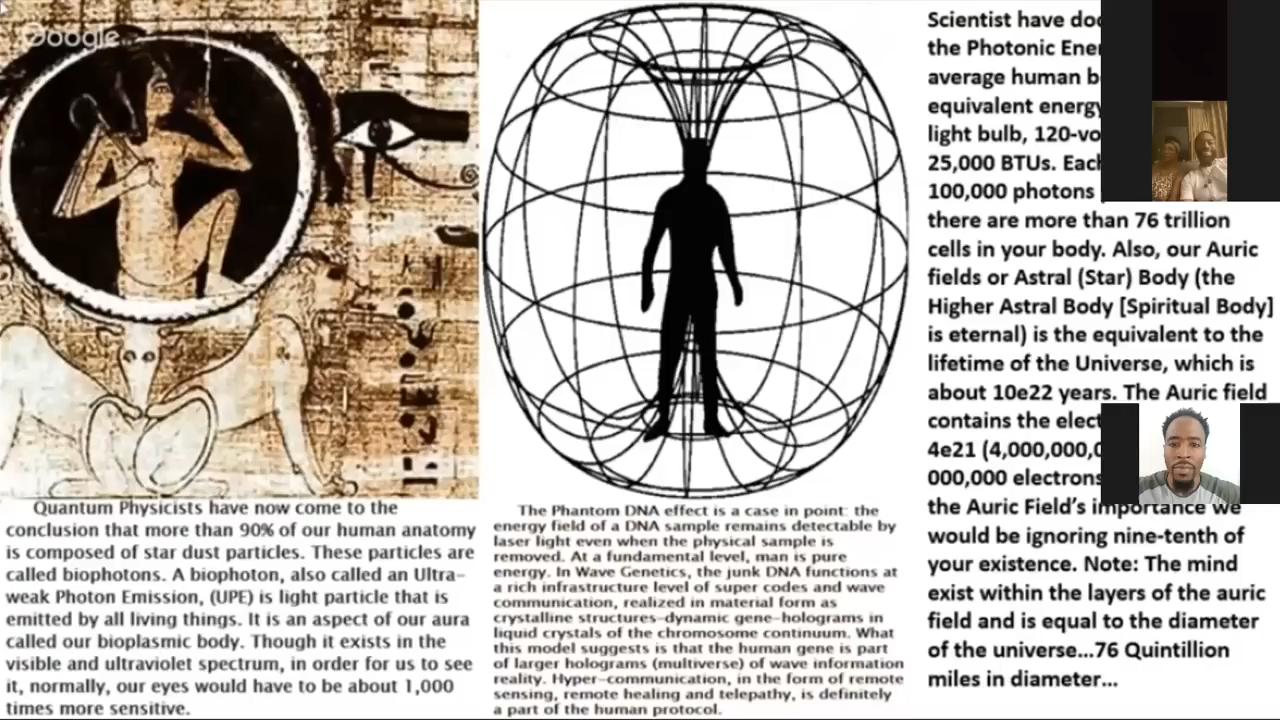 Google
Quantum Physicists have now come to the
conclusion that more than 90% of our human anatomy
is composed of star dust particles. These particles are
called biophotons. A biophoton, also called an Ultra-
weak Photon Emission, (UPE) is light particle that is
emitted by all living things. It is an aspect of our aura
called our bioplasmic body. Though it exists in the
visible and ultraviolet spectrum, in order for us to see
it, normally, our eyes would have to be about 1,000
times more sensitive.
The Phantom DNA effect is a case in point: the
energy field of a DNA sample remains detectable by
laser light even when the physical sample is
removed. At a fundamental level, man is pure
energy. In Wave Genetics, the junk DNA functions at
a rich infrastructure level of super codes and wave
communication, realized in material form as
crystalline structures-dynamic gene-holograms in
liquid crystals of the chromosome continuum. What
this model suggests is that the human gene is part
of larger holograms (multiverse) of wave information
reality. Hyper-communication, in the form of remote
sensing, remote healing and telepathy, is definitely
a part of the human protocol.
Scientist have
the Photonic
average human
equivalent energy
light bulb,
25,000 BTUs.
100,000 photons
there are more than 76 trillion
cells in your body. Also, our Auric
fields or Astral (Star) Body (the
Higher Astral Body [Spiritual Body]
is eternal) is the equivalent to the
lifetime of the Universe, which is
about 10e22 years. The Auric field
contains the
4e21 (4,000,000,
000,000 electrons
the Auric Field's importance we
would be ignoring nine-tenth of
your existence. Note: The mind
exist within the layers of the auric
field and is equal to the diameter
of the universe...76 Quintillion
miles in diameter...